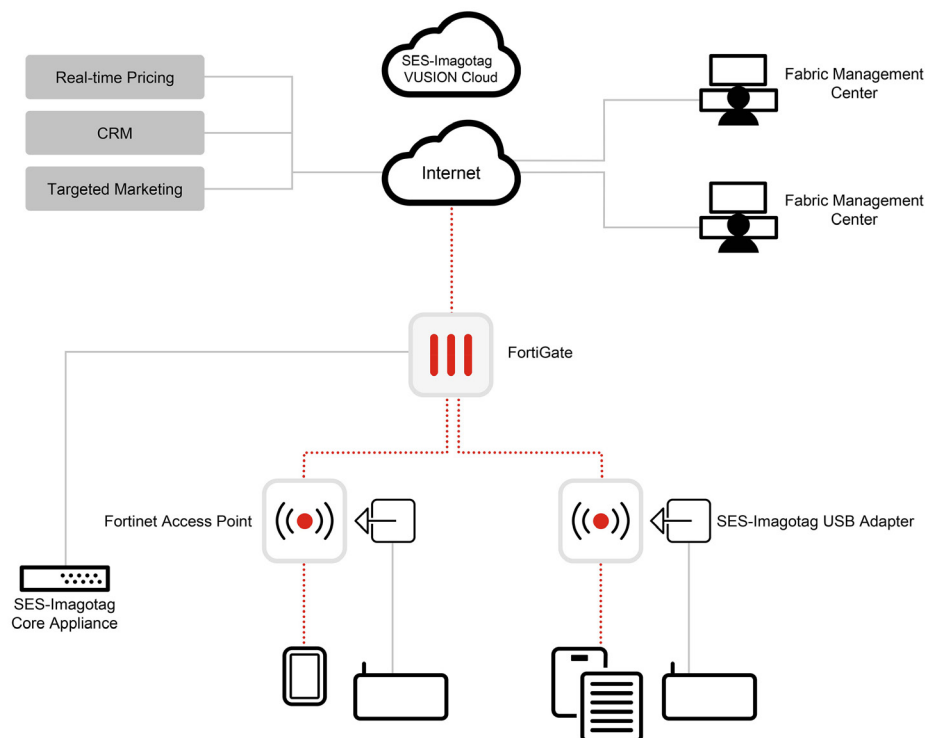 SES-Imagotag
VUSION Cloud
Real-time Pricing
CRM
Targeted Marketing
Internet
Fabric Management
Center
Fabric Management
Center
FortiGate
Fortinet Access Point
SES-Imagotag USB Adapter
SES-Imagotag
Core Appliance